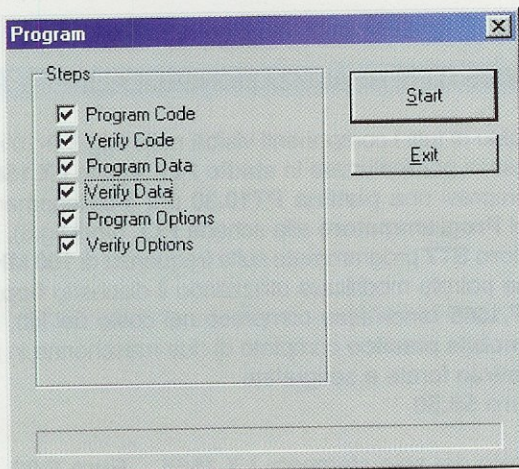 Program
Steps
Program Code
Verify Code
Program Data
Verify Data
Program Options
Verify Options
Start
Exit